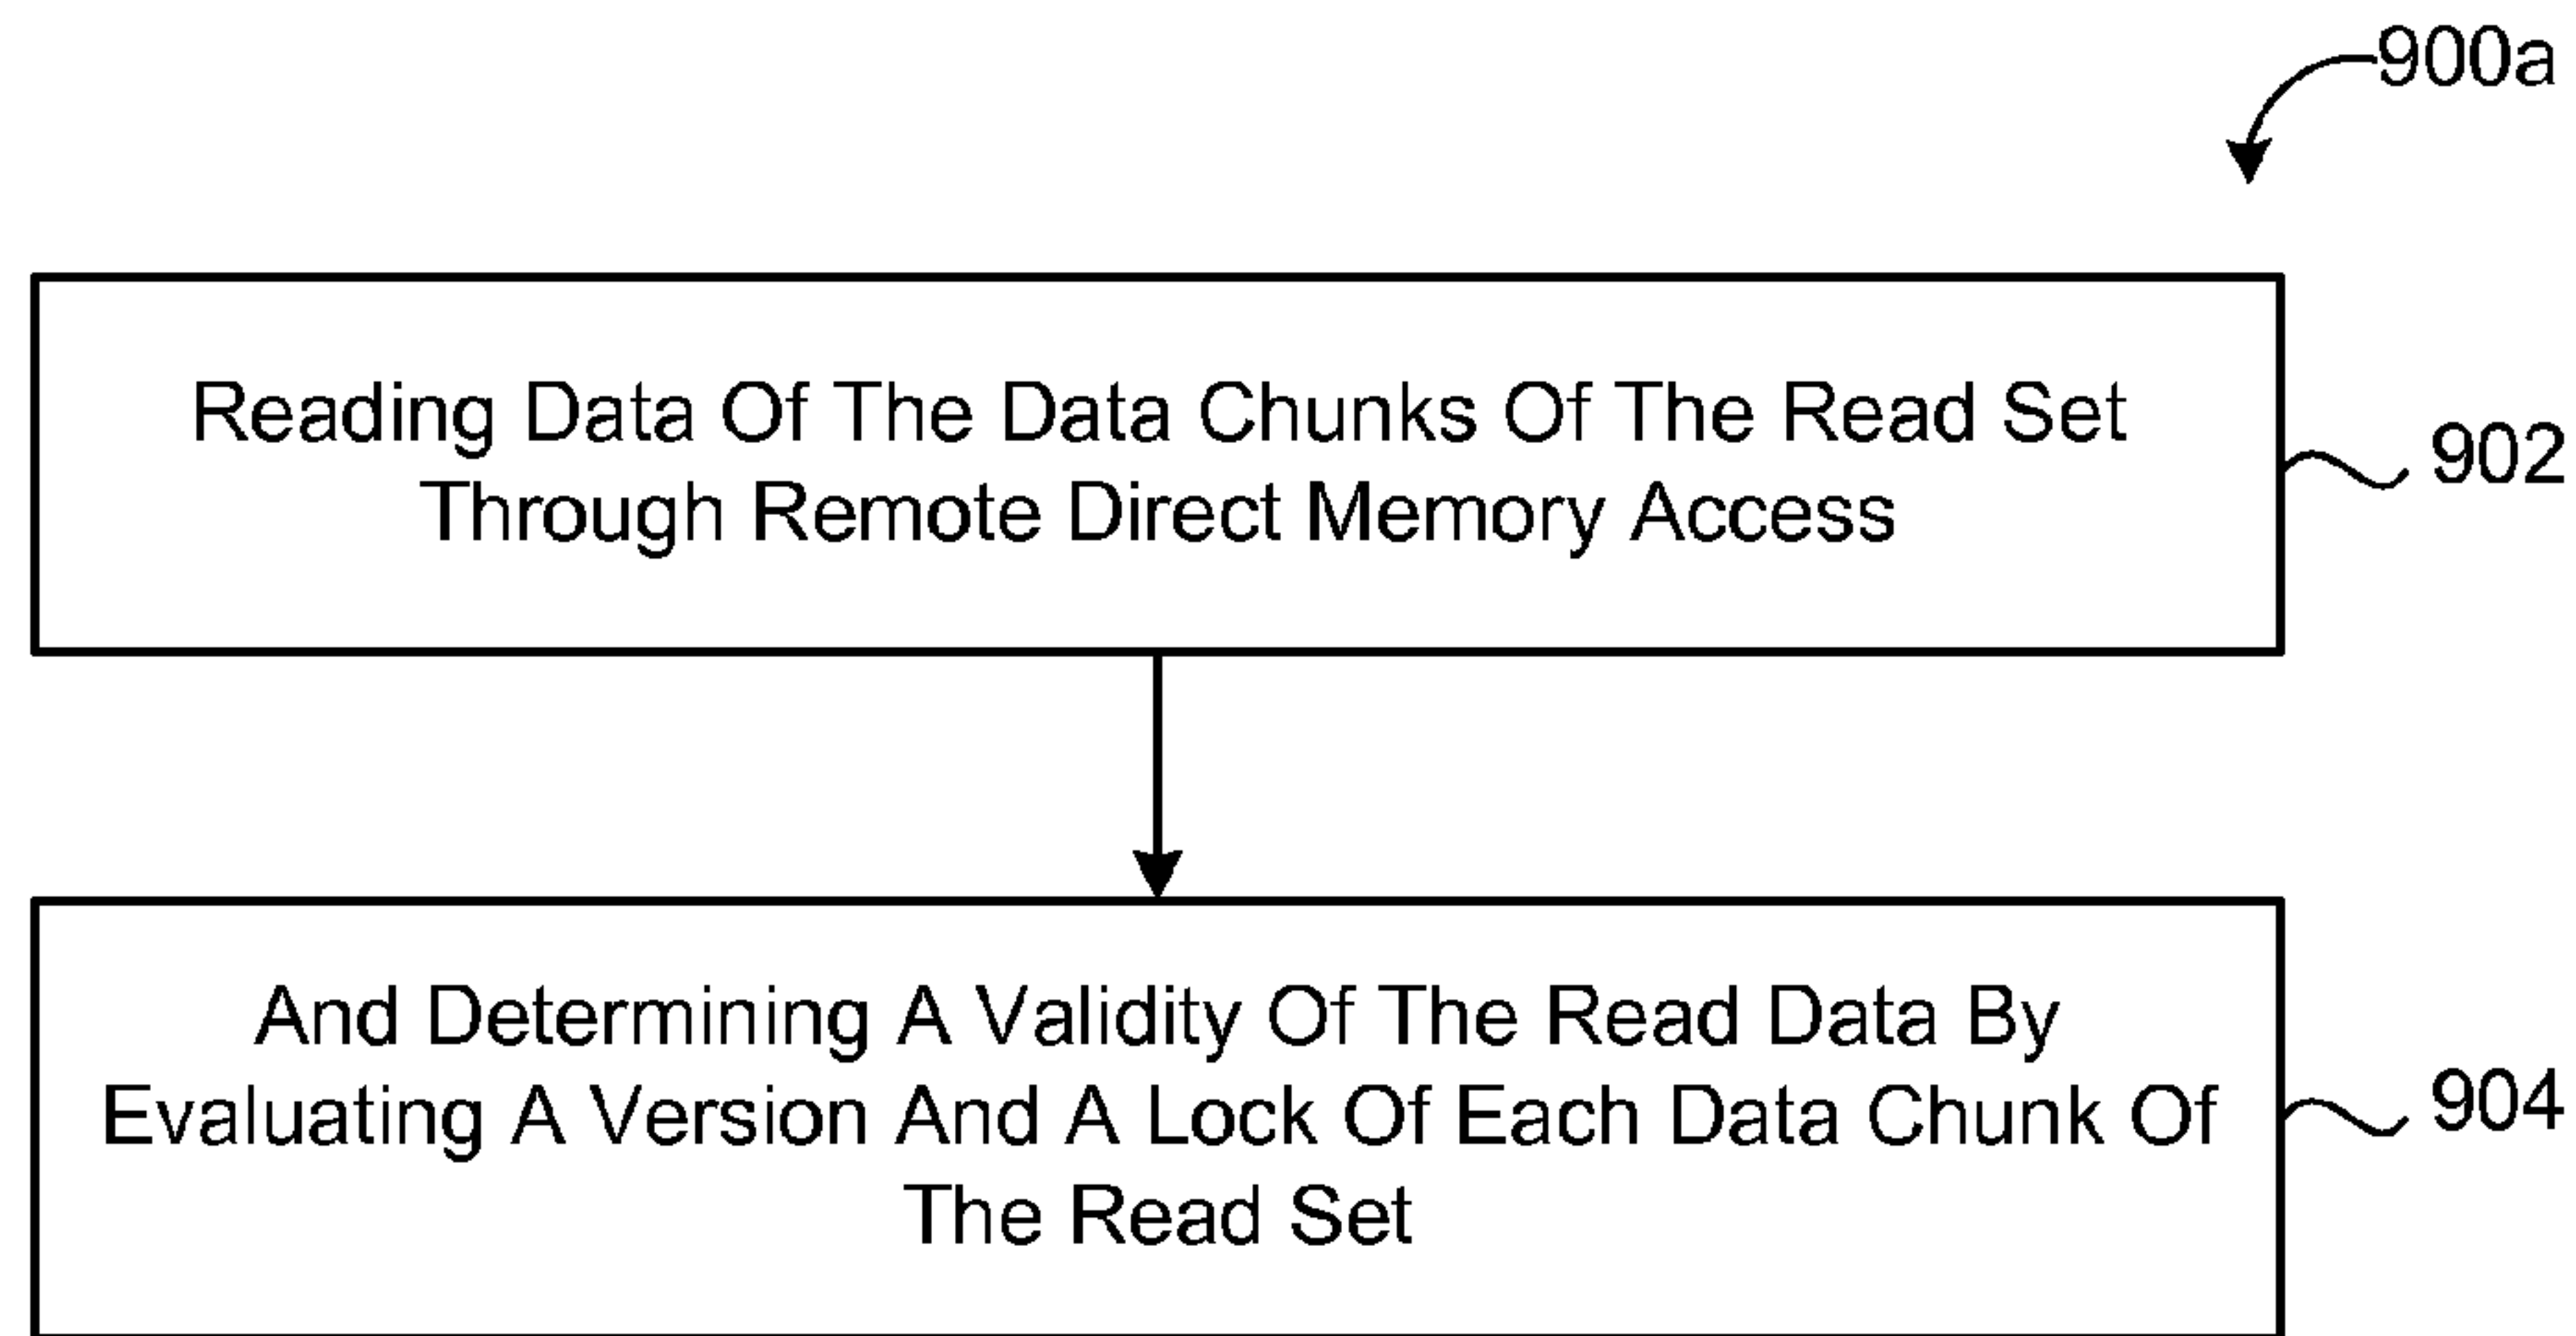 900a
Reading Data Of The Data Chunks Of The Read Set
Through Remote Direct Memory Access
902
And Determining A Validity Of The Read Data By
Evaluating A Version And A Lock Of Each Data Chunk Of
The Read Set
904